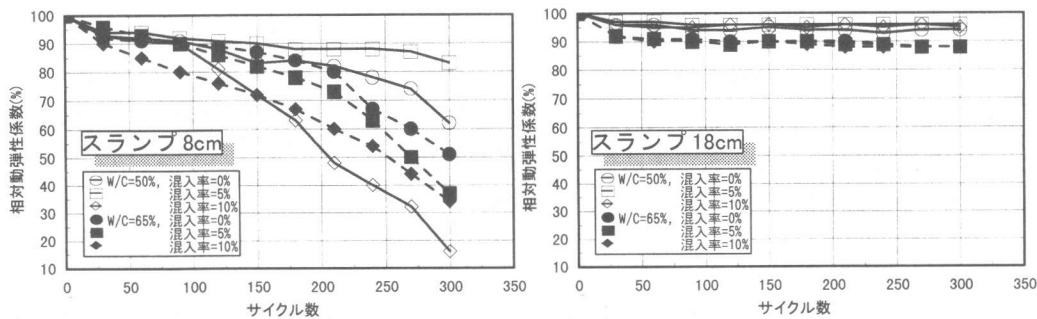 100
90
80
70
60
50
40
30
20
10
相対動弾性係数(%)
スランプ 8cm
W/C=50%, 混入率=0%
混入率=5%
混入率=10%
W/C=65%, 混入率=0%
混入率=5%
混入率=10%
0 50 100 150 200 250 300 350
サイクル数
100
90
80
70
60
50
40
30
20
10
相対動弾性係数(%)
スランプ 18cm
W/C=50%, 混入率=0%
混入率=5%
混入率=10%
W/C=65%, 混入率=0%
混入率=5%
混入率=10%
0 50 100 150 200 250 300 350
サイクル数